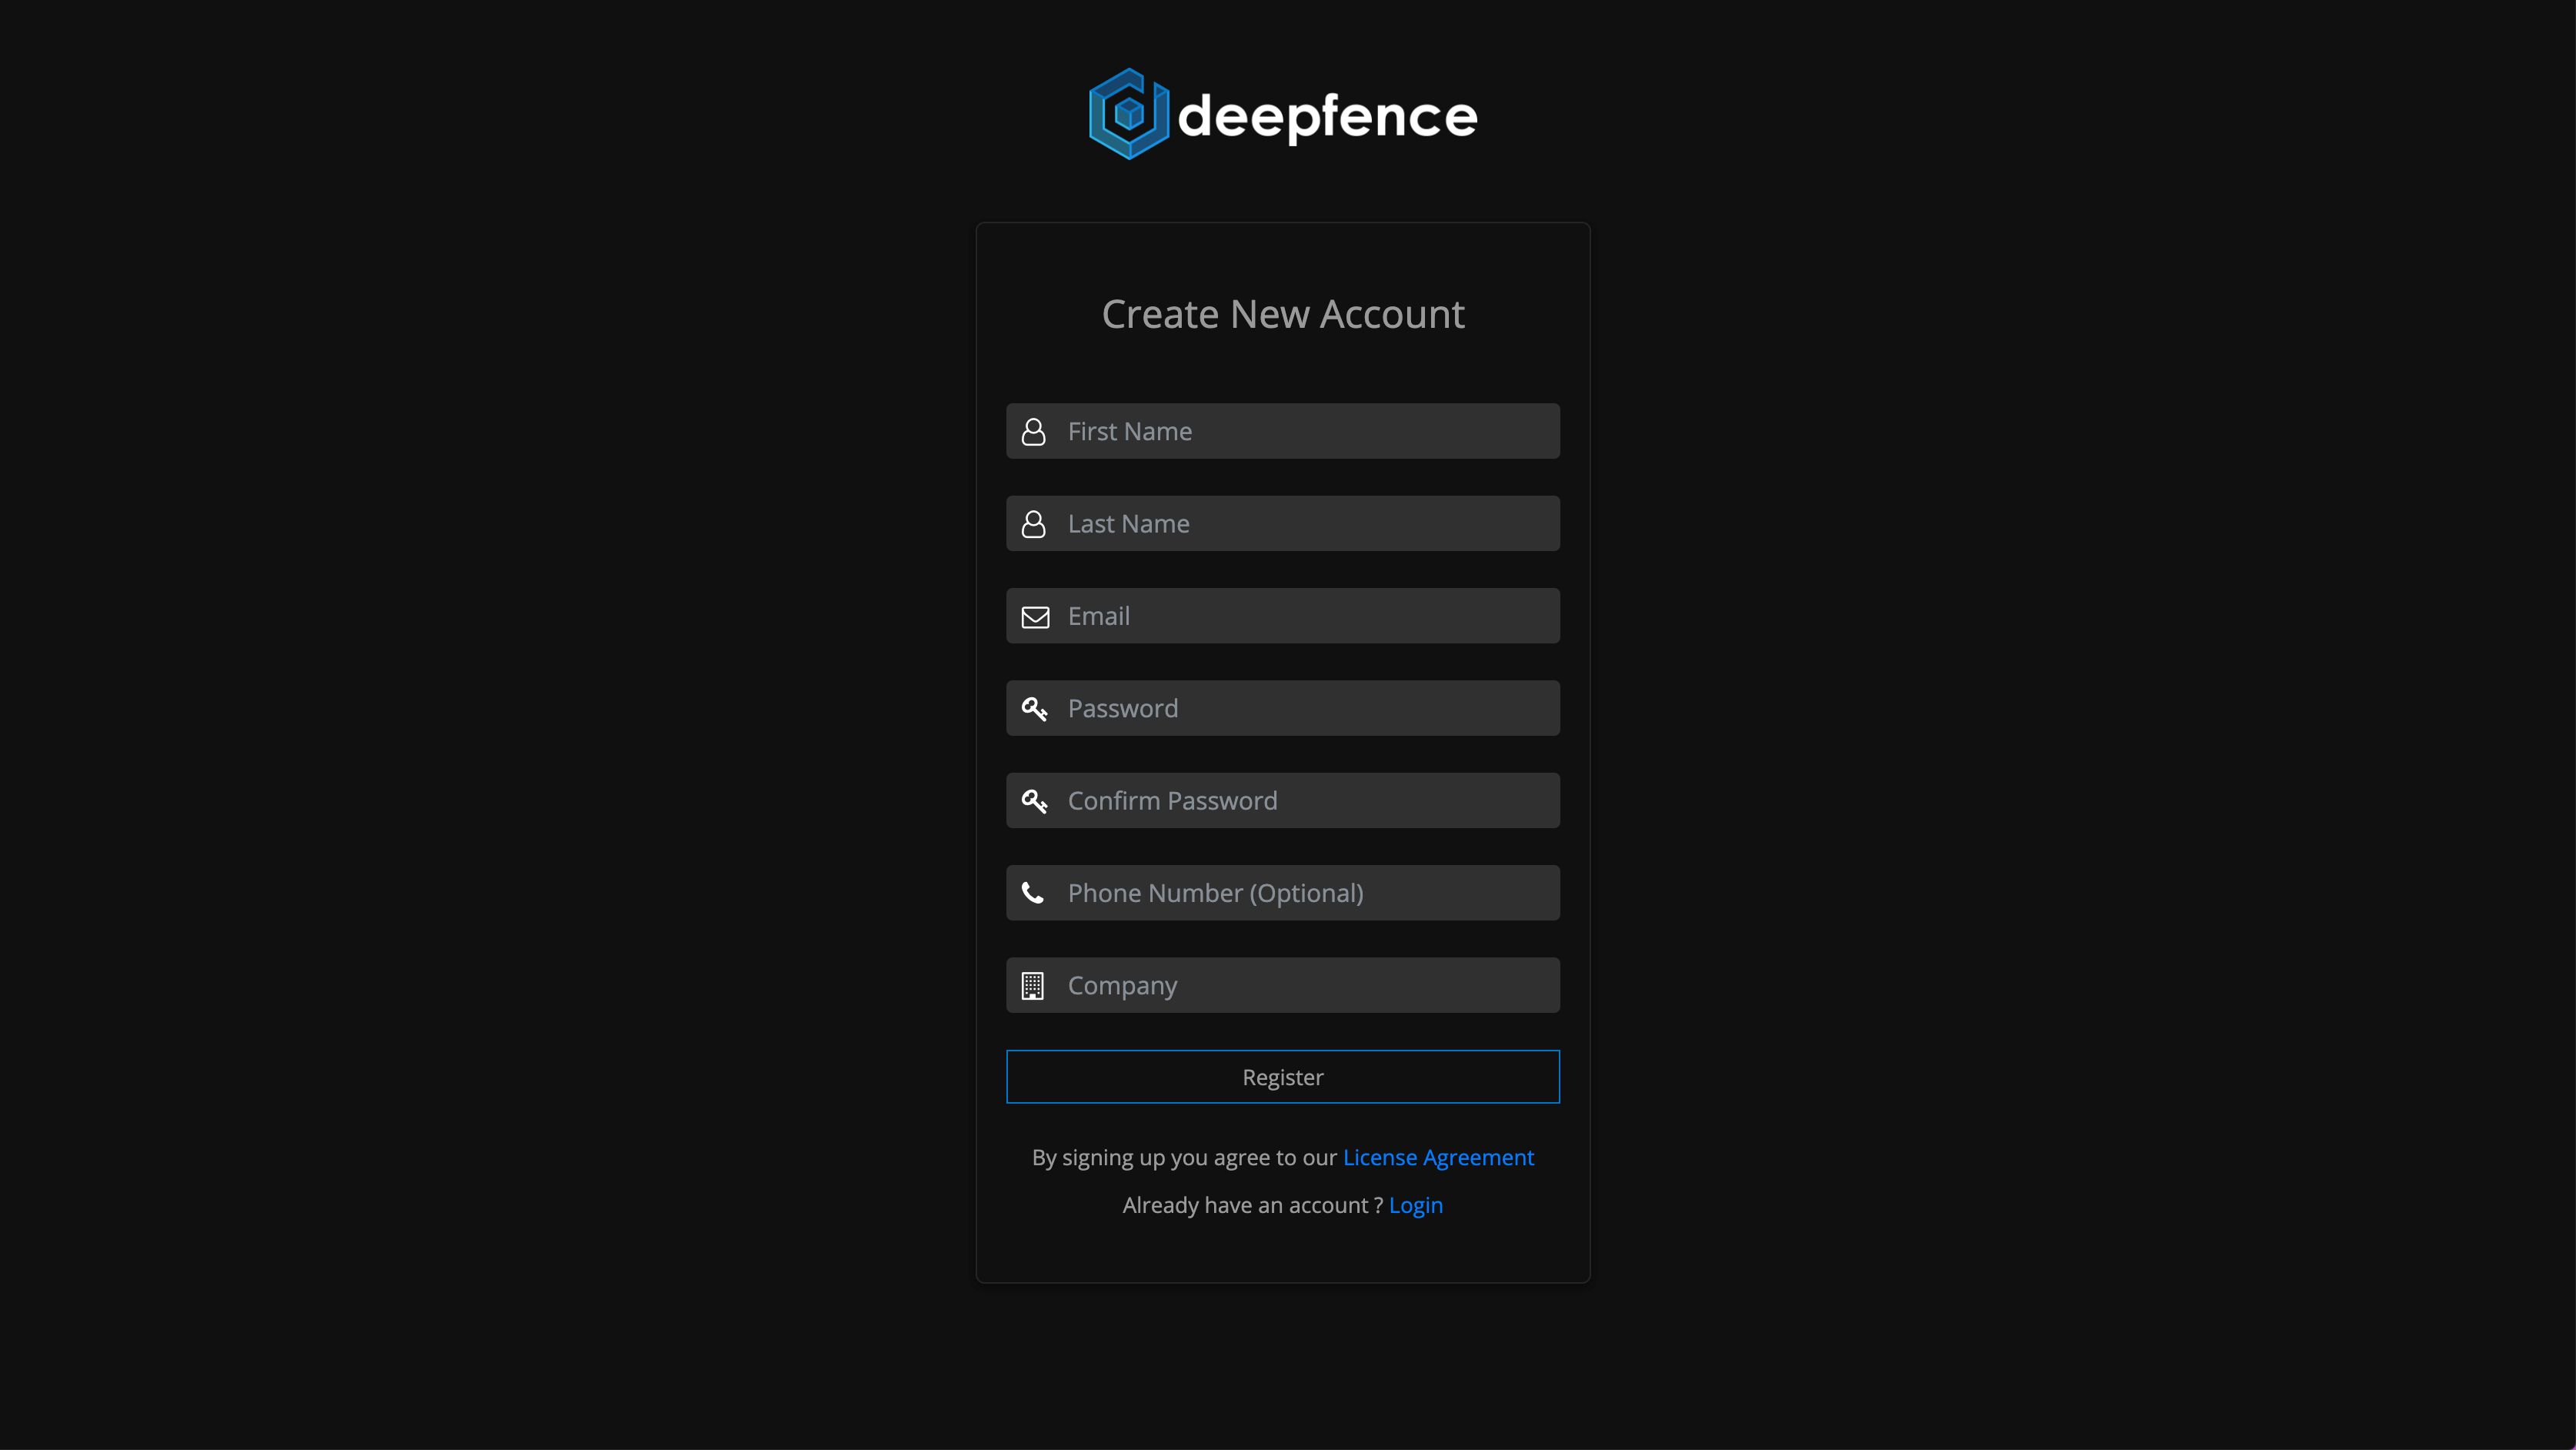 deepfence
Create New Account
First Name
Last Name
Email
Password
Confirm Password
Phone Number (Optional)
Company
Register
By signing up you agree to our License Agreement
Already have an account ? Login